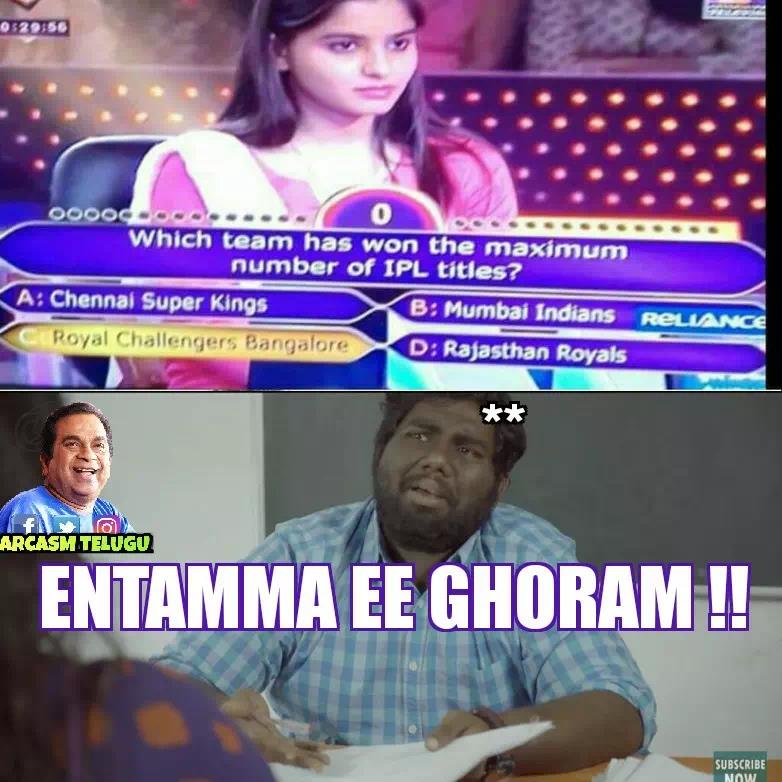 0:29:56
0
Which team has won the maximum
number of IPL titles?
A: Chennai Super Kings
B: Mumbai Indians
RELIANCE
C: Royal Challengers Bangalore
D: Rajasthan Royals
**
ARCASM TELUGU
ENTAMMA EE GHORAM !!
SUBSCRIBE
NOW